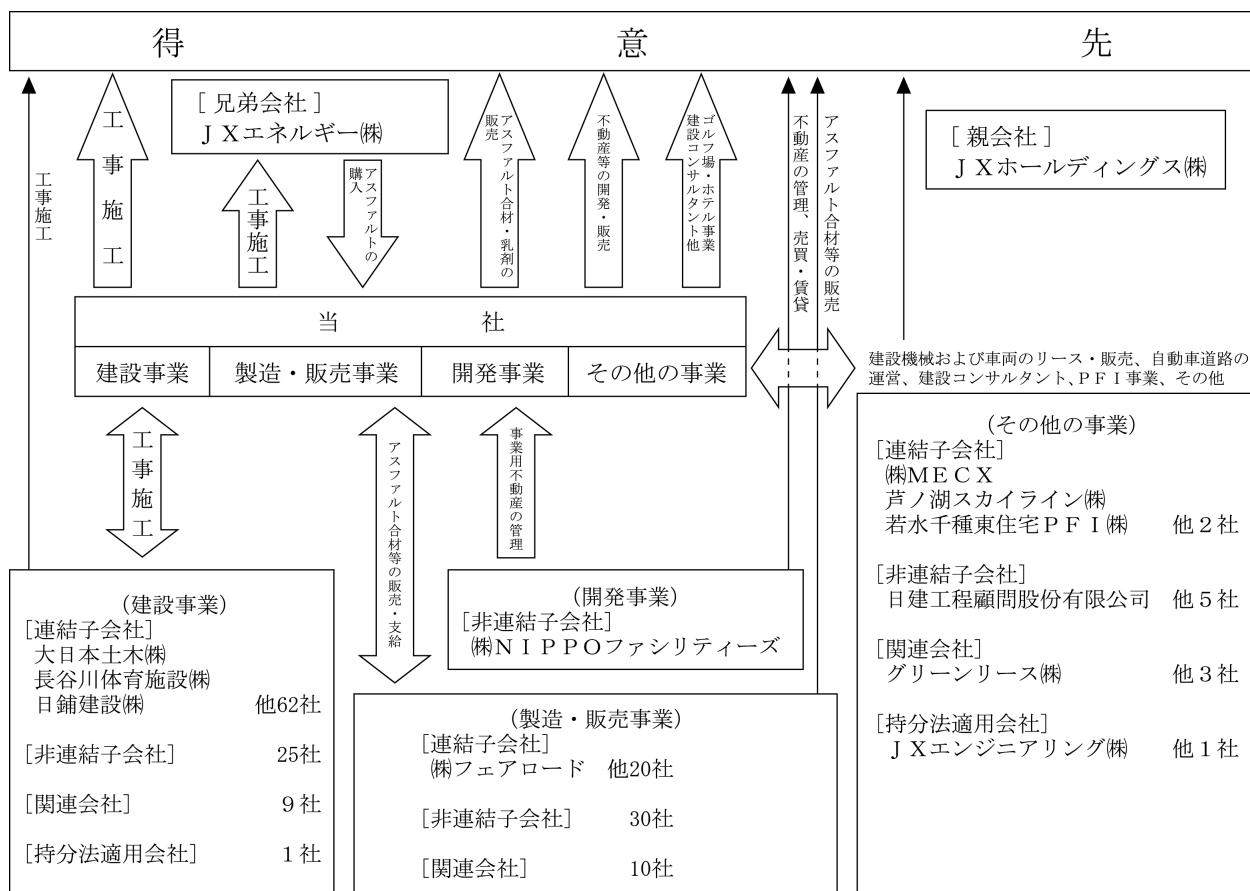 得意先
工事施工
工事施工
[ 兄弟会社 ]
ＪＸエネルギー㈱
工事施工
アスファルトの
購入
アスファルト合材・乳剤の
販売
不動産等の開発・販売
ゴルフ場・ホテル事業
建設コンサルタント他
不動産の管理、売買・賃貸
アスファルト合材等の販売
[ 親会社 ]
ＪＸホールディングス㈱
当社
建設事業
製造・販売事業
開発事業
その他の事業
建設機械および車両のリース・販売、自動車道路の
運営、建設コンサルタント、ＰＦＩ事業、その他
工事施工
アスファルト合材等の販売・支給
事業用不動産の管理
（建設事業）
[連結子会社]
大日本土木㈱
長谷川体育施設㈱
日鋪建設㈱　他62社
[非連結子会社]　25社
[関連会社]　９社
[持分法適用会社]　１社
（開発事業）
[非連結子会社]
㈱ＮＩＰＰＯファシリティーズ
（製造・販売事業）
[連結子会社]
㈱フェアロード　他20社
[非連結子会社]　30社
[関連会社]　10社
（その他の事業）
[連結子会社]
㈱ＭＥＣＸ
芦ノ湖スカイライン㈱
若水千種東住宅ＰＦＩ㈱　他２社
[非連結子会社]
日建工程顧問股份有限公司　他５社
[関連会社]
グリーンリース㈱　他３社
[持分法適用会社]
ＪＸエンジニアリング㈱　他１社